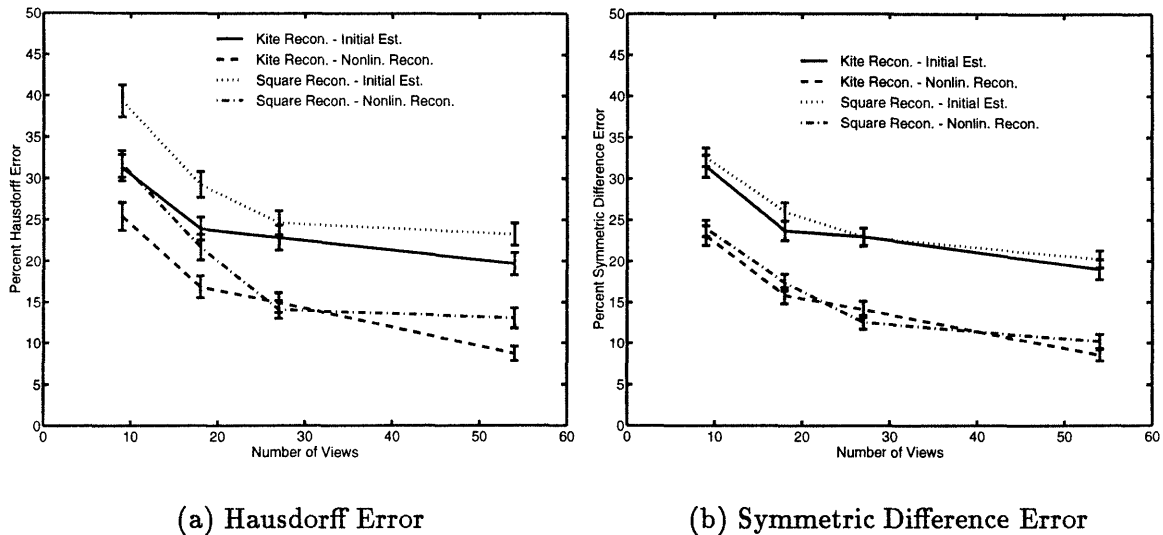 50
45
40
35
30
25
20
15
10
5
0
Percent Hausdorff Error
Kite Recon. - Initial Est.
Kite Recon. - Nonlin. Recon.
Square Recon. - Initial Est.
Square Recon. - Nonlin. Recon.
0 10 20 30 40 50 60
Number of Views
(a) Hausdorff Error
50
45
40
35
30
25
20
15
10
5
0
Percent Symmetric Difference Error
Kite Recon. - Initial Est.
Kite Recon. - Nonlin. Recon.
Square Recon. - Initial Est.
Square Recon. - Nonlin. Recon.
0 10 20 30 40 50 60
Number of Views
(b) Symmetric Difference Error